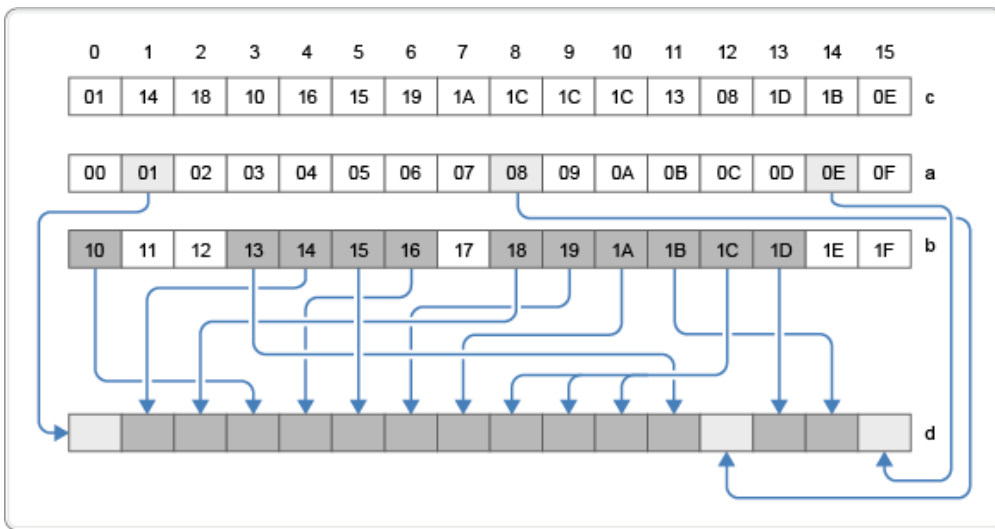 0 1 2 3 4 5 6 7 8 9 10 11 12 13 14 15
01 14 18 10 16 15 19 1A 1C 1C 1C 13 08 1D 1B 0E c
00 01 02 03 04 05 06 07 08 09 0A 0B 0C 0D 0E 0F a
10 11 12 13 14 15 16 17 18 19 1A 1B 1C 1D 1E 1F b
d